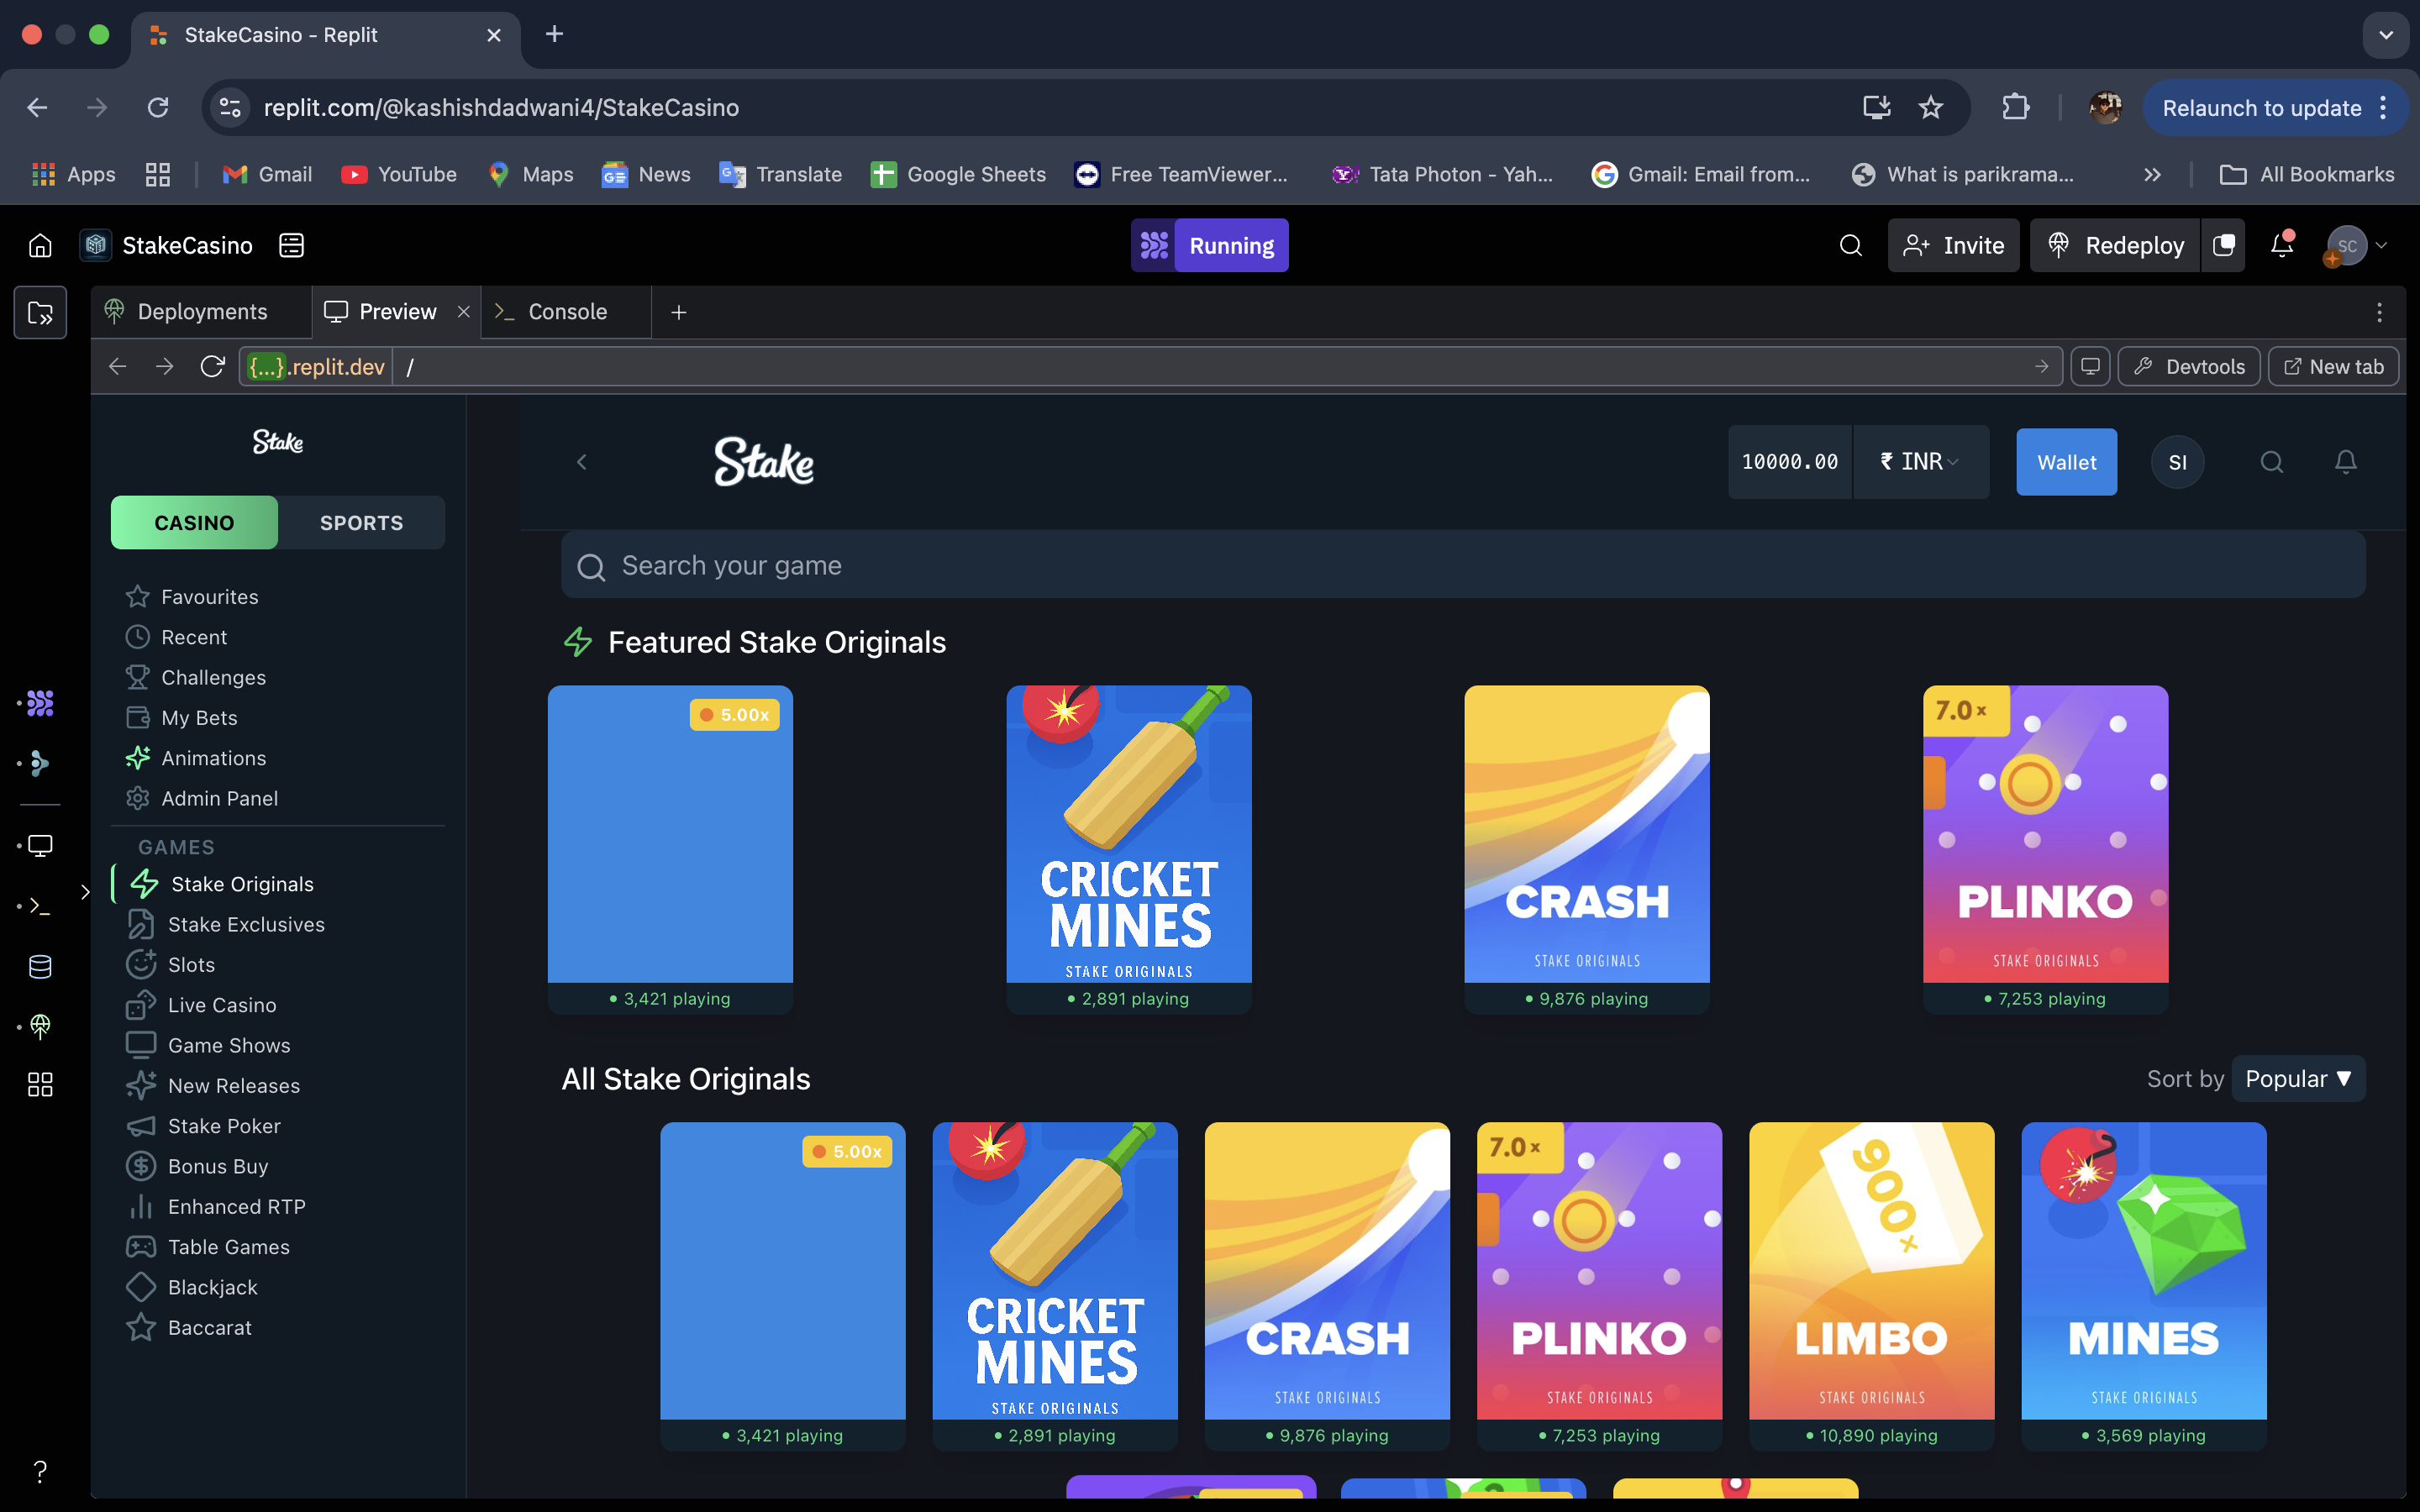 StakeCasino - Replit
replit.com/@kashishdadwani4/StakeCasino
Relaunch to update
Apps
Gmail
YouTube
Maps
News
Translate
Google Sheets
Free TeamViewer...
Tata Photon - Yah...
Gmail: Email from...
What is parikrama...
All Bookmarks
StakeCasino
Running
Invite
Redeploy
SC
Deployments
Preview
Console
{...}.replit.dev
/
Devtools
New tab
Stake
CASINO
SPORTS
Favourites
Recent
Challenges
My Bets
Animations
Admin Panel
GAMES
Stake Originals
Stake Exclusives
Slots
Live Casino
Game Shows
New Releases
Stake Poker
Bonus Buy
Enhanced RTP
Table Games
Blackjack
Baccarat
Stake
10000.00
₹ INR
Wallet
SI
Search your game
Featured Stake Originals
5.00x
3,421 playing
CRICKET
MINES
STAKE ORIGINALS
2,891 playing
CRASH
STAKE ORIGINALS
9,876 playing
7.0×
PLINKO
STAKE ORIGINALS
7,253 playing
All Stake Originals
Sort by
Popular ▼
5.00x
3,421 playing
CRICKET
MINES
STAKE ORIGINALS
2,891 playing
CRASH
STAKE ORIGINALS
9,876 playing
7.0×
PLINKO
STAKE ORIGINALS
7,253 playing
900×
LIMBO
STAKE ORIGINALS
10,890 playing
MINES
STAKE ORIGINALS
3,569 playing